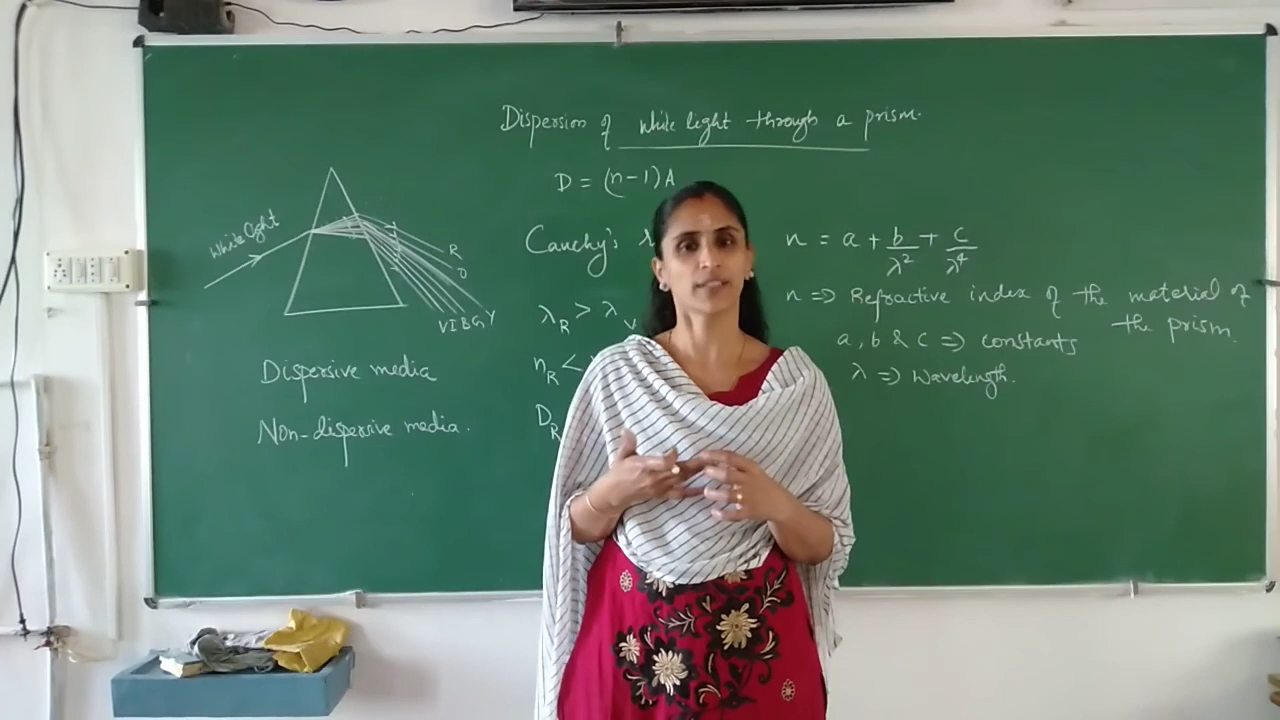 Dispersion of white light through a prism.
D = (n-1)A
White light
R
O
VIBGY
Dispersive media
Non-dispersive media.
Cauchy's λ
λR > λV
nR <
DR
n = a + b/λ² + c/λ⁴
n ⇒ Refractive index of the material of
the prism.
a, b & c ⇒ constants
λ ⇒ Wavelength.